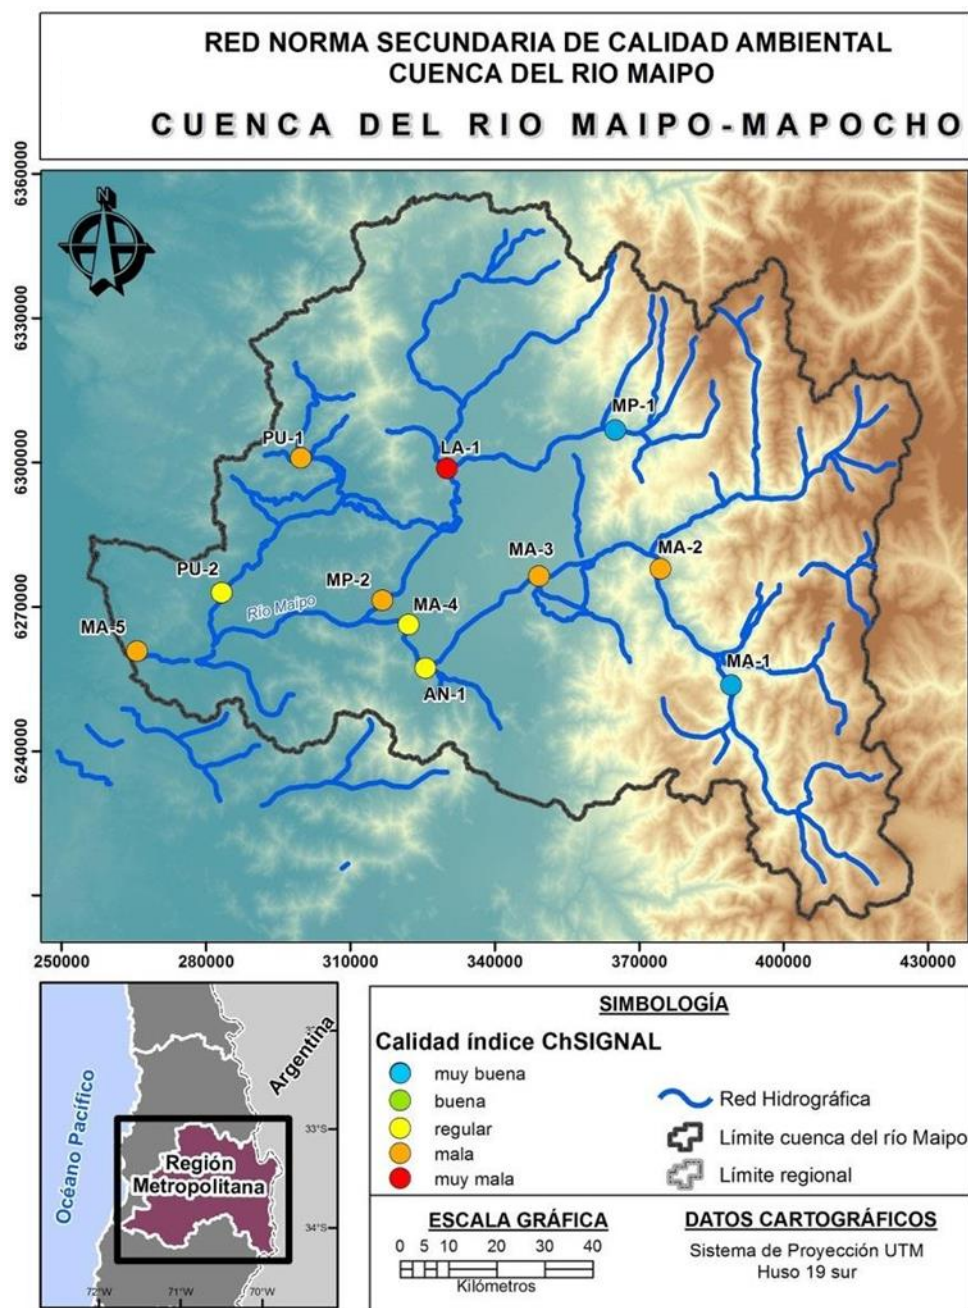 RED NORMA SECUNDARIA DE CALIDAD AMBIENTAL
CUENCA DEL RIO MAIPO
CUENCA DEL RIO MAIPO-MAPOCHO
N
6360000
6330000
6300000
6270000
6240000
MP-1
PU-1
LA-1
MA-3
MA-2
PU-2
MP-2
Río Maipo
MA-4
MA-5
MA-1
AN-1
250000 280000 310000 340000 370000 400000 430000
Océano Pacífico
Argentina
Región
Metropolitana
33°S
34°S
72°W 71°W 70°W
SIMBOLOGÍA
Calidad índice ChSIGNAL
muy buena
buena
regular
mala
muy mala
Red Hidrográfica
Límite cuenca del río Maipo
Límite regional
ESCALA GRÁFICA
0 5 10 20 30 40
Kilómetros
DATOS CARTOGRÁFICOS
Sistema de Proyección UTM
Huso 19 sur